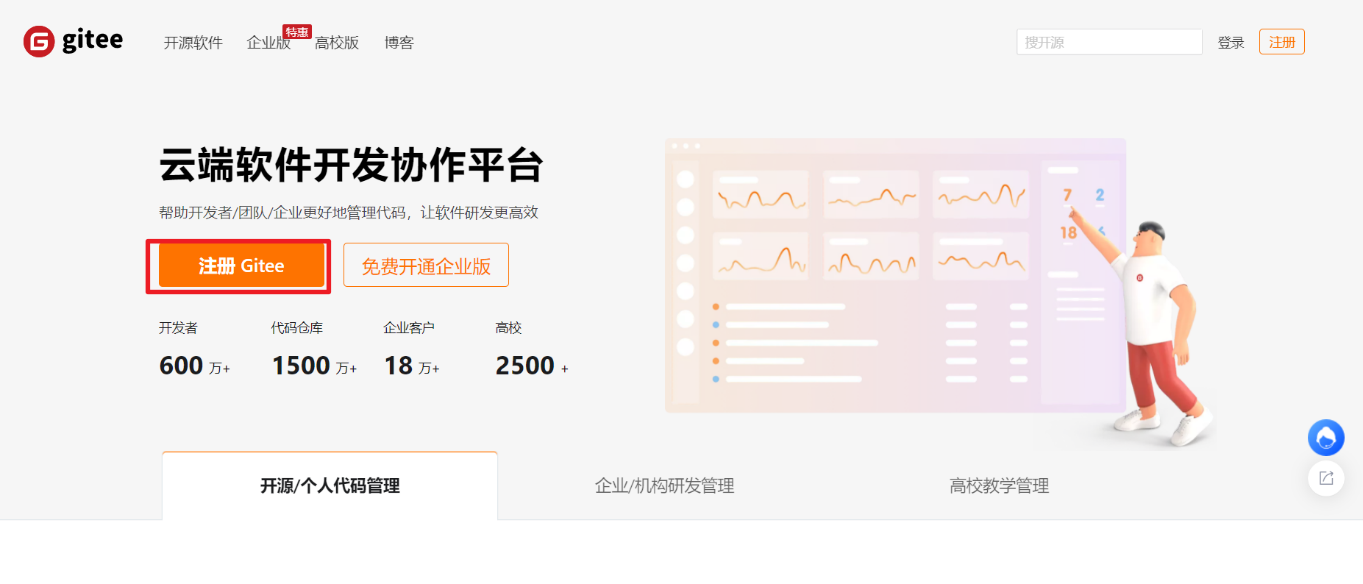 gitee 开源软件 企业版 特惠 高校版 博客 搜开源 登录 注册
云端软件开发协作平台
帮助开发者/团队/企业更好地管理代码，让软件研发更高效
注册 Gitee 免费开通企业版
开发者 代码仓库 企业客户 高校
600 万+ 1500 万+ 18 万+ 2500 +
7 2
18 6
开源/个人代码管理 企业/机构研发管理 高校教学管理